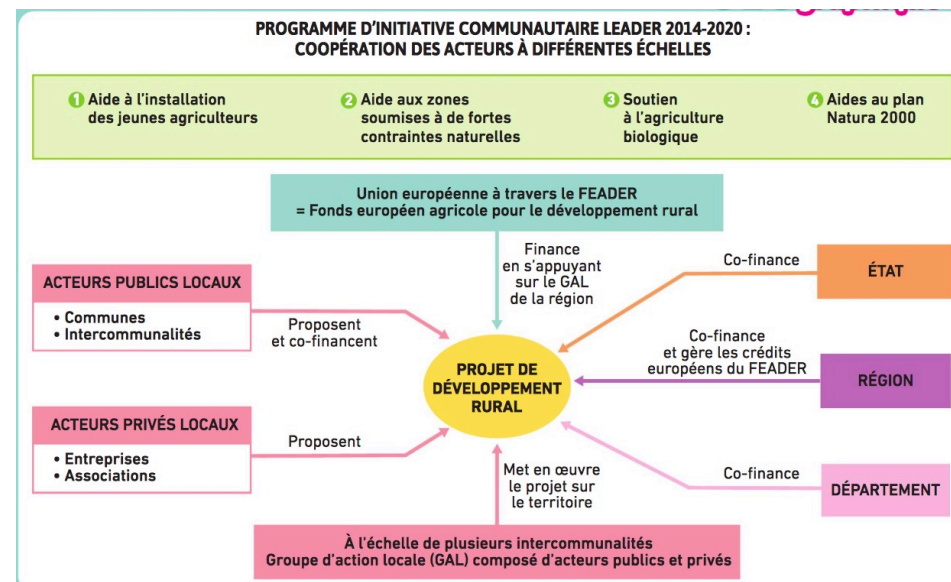 PROGRAMME D'INITIATIVE COMMUNAUTAIRE LEADER 2014-2020 :
COOPÉRATION DES ACTEURS À DIFFÉRENTES ÉCHELLES
1 Aide à l'installation
des jeunes agriculteurs
2 Aide aux zones
soumises à de fortes
contraintes naturelles
3 Soutien
à l'agriculture
biologique
4 Aides au plan
Natura 2000
Union européenne à travers le FEADER
= Fonds européen agricole pour le développement rural
Finance
en s'appuyant
sur le GAL
de la région
ACTEURS PUBLICS LOCAUX
• Communes
• Intercommunalités
Proposent
et co-financent
Co-finance
ÉTAT
PROJET DE
DÉVELOPPEMENT
RURAL
Co-finance
et gère les crédits
européens du FEADER
RÉGION
ACTEURS PRIVÉS LOCAUX
• Entreprises
• Associations
Proposent
Met en œuvre
le projet sur
le territoire
Co-finance
DÉPARTEMENT
À l'échelle de plusieurs intercommunalités
Groupe d'action locale (GAL) composé d'acteurs publics et privés